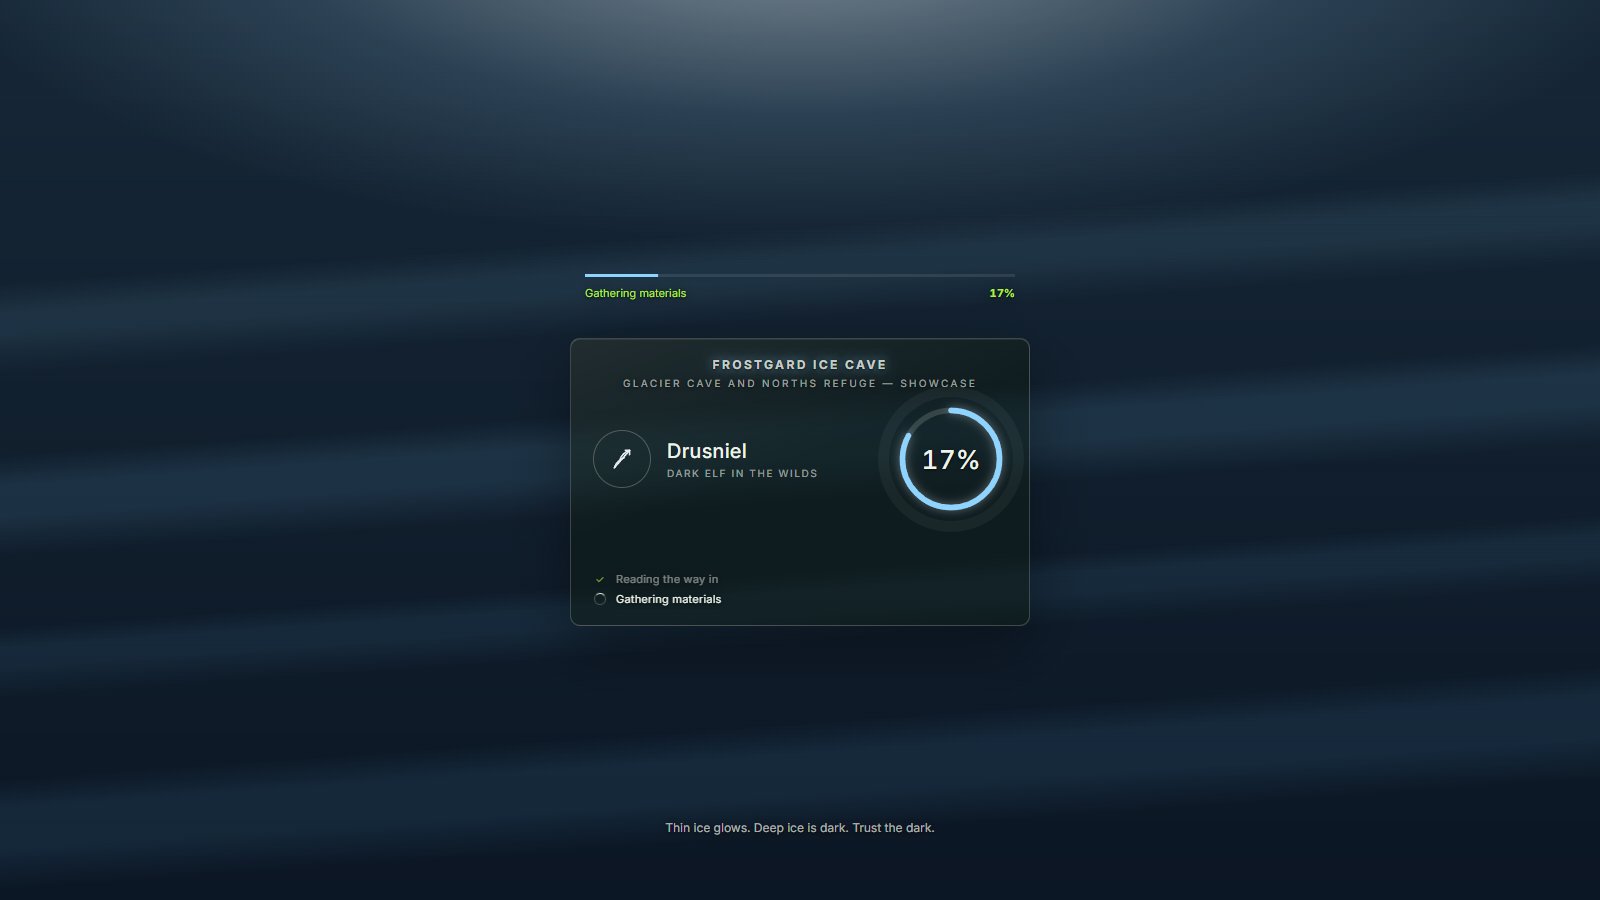 Gathering materials
17%
FROSTGARD ICE CAVE
GLACIER CAVE AND NORTHS REFUGE — SHOWCASE
Drusniel
DARK ELF IN THE WILDS
17%
Reading the way in
Gathering materials
Thin ice glows. Deep ice is dark. Trust the dark.